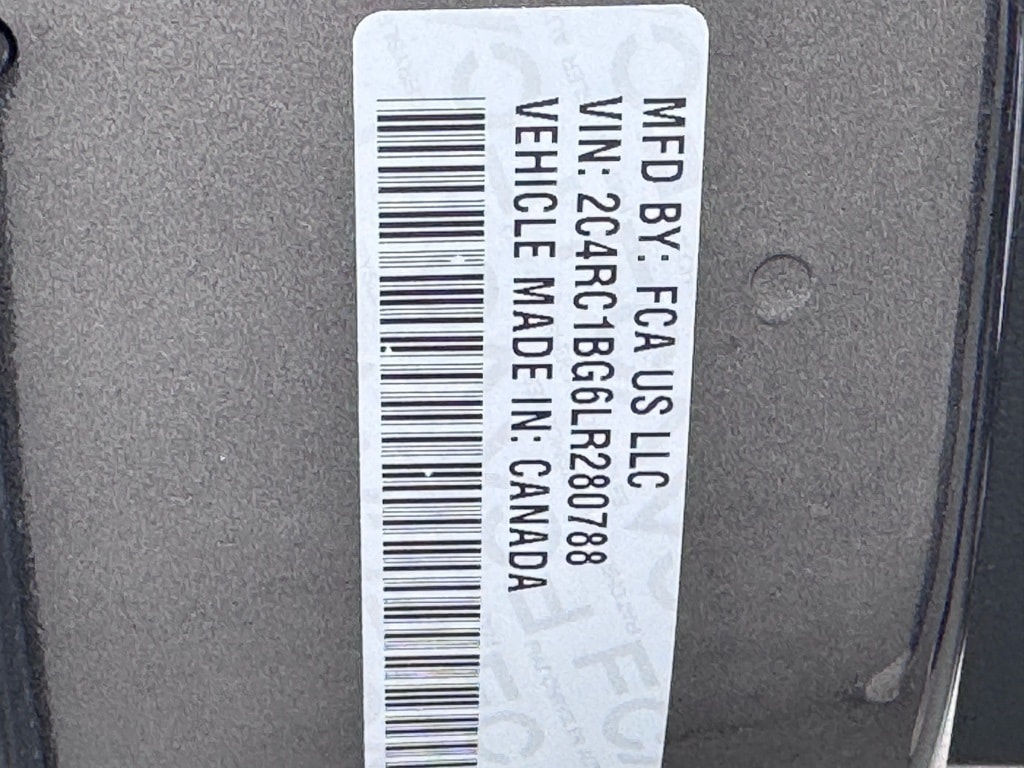 MFD BY: FCA US LLC
VIN: 2C4RC1BG6LR280788
VEHICLE MADE IN: CANADA